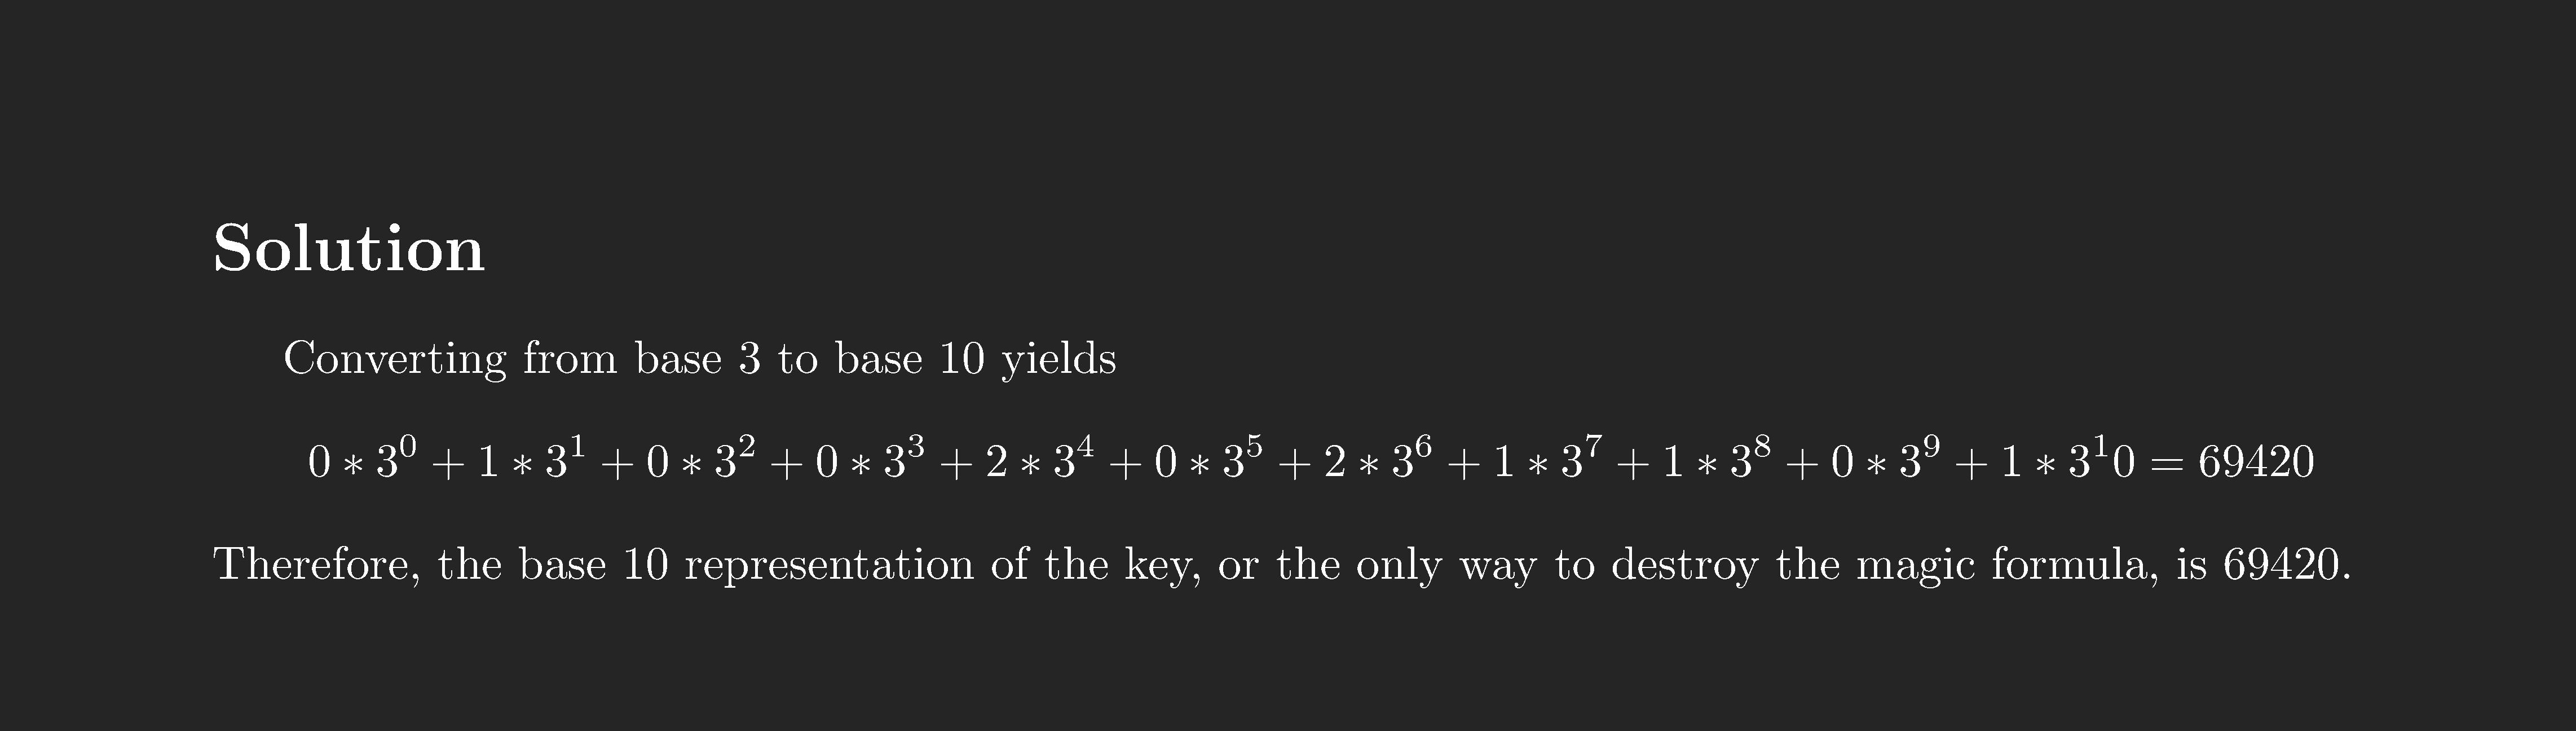 Solution
Converting from base 3 to base 10 yields
0 ∗ 3⁰ + 1 ∗ 3¹ + 0 ∗ 3² + 0 ∗ 3³ + 2 ∗ 3⁴ + 0 ∗ 3⁵ + 2 ∗ 3⁶ + 1 ∗ 3⁷ + 1 ∗ 3⁸ + 0 ∗ 3⁹ + 1 ∗ 3¹0 = 69420
Therefore, the base 10 representation of the key, or the only way to destroy the magic formula, is 69420.